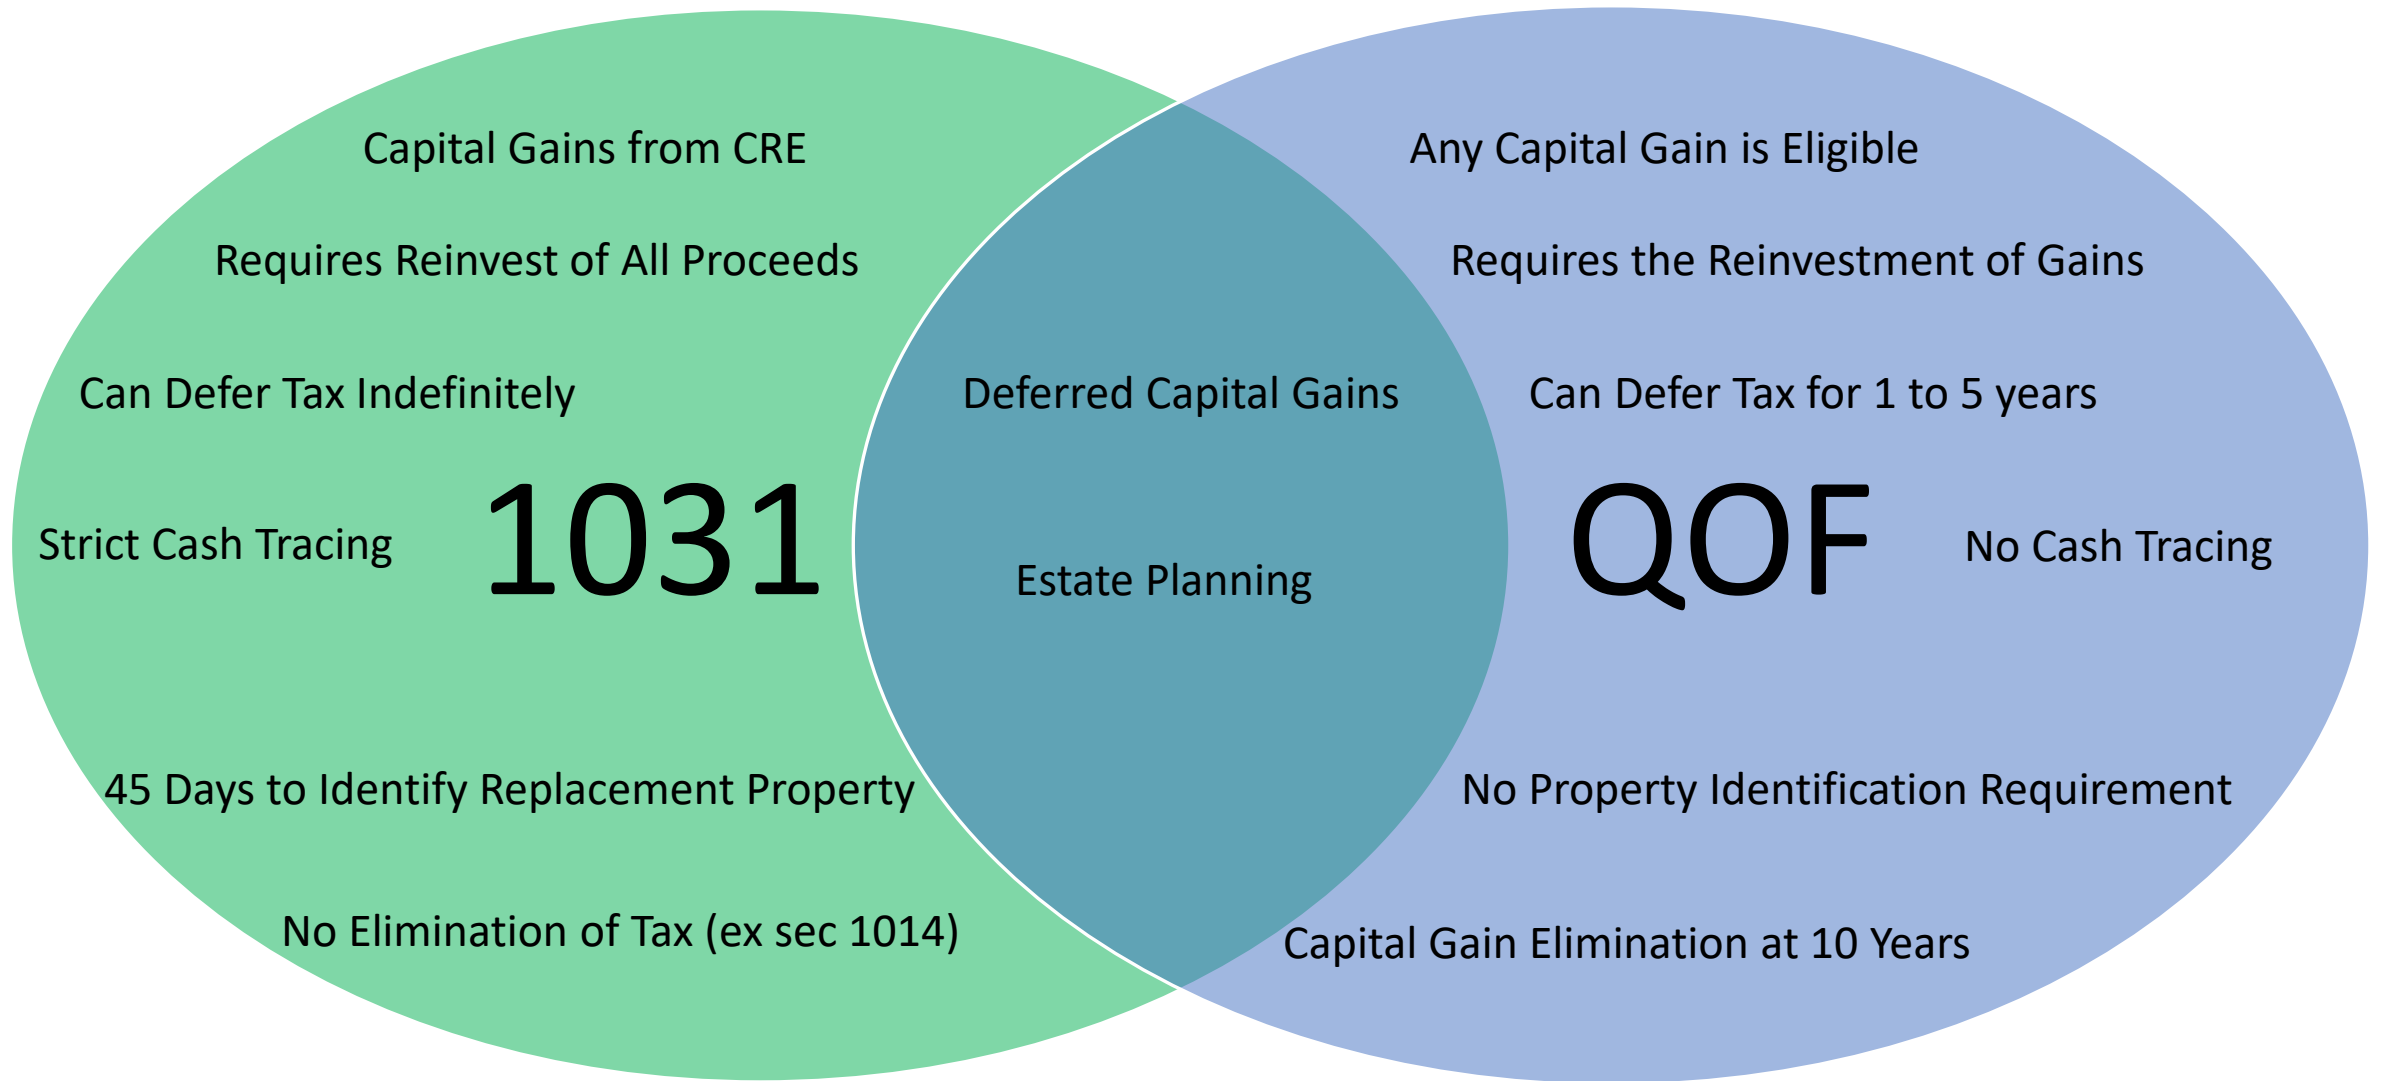 Capital Gains from CRE
Requires Reinvest of All Proceeds
Can Defer Tax Indefinitely
Strict Cash Tracing
1031
45 Days to Identify Replacement Property
No Elimination of Tax (ex sec 1014)
Deferred Capital Gains
Estate Planning
Any Capital Gain is Eligible
Requires the Reinvestment of Gains
Can Defer Tax for 1 to 5 years
QOF
No Cash Tracing
No Property Identification Requirement
Capital Gain Elimination at 10 Years